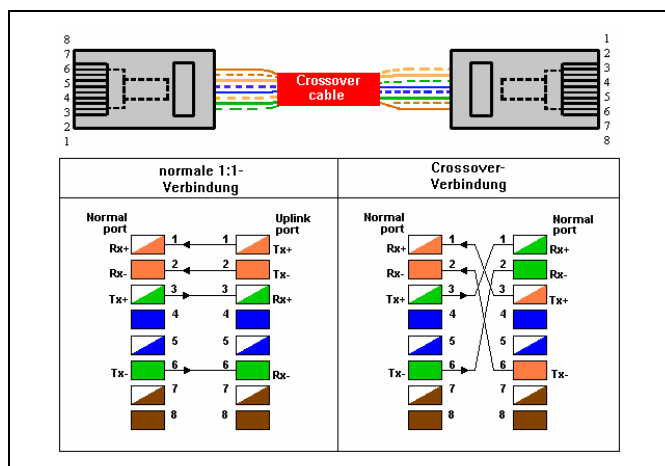 8
7
6
5
4
3
2
1
Crossover
cable
1
2
3
4
5
6
7
8
normale 1:1-
Verbindung
Crossover-
Verbindung
Normal
port
Uplink
port
Rx+ 1 1 Tx+
Rx- 2 2 Tx-
Tx+ 3 3 Rx+
4 4
5 5
Tx- 6 6 Rx-
7 7
8 8
Normal
port
Normal
port
Rx+ 1 1 Rx+
Rx- 2 2 Rx-
Tx+ 3 3 Tx+
4 4
5 5
Tx- 6 6 Tx-
7 7
8 8